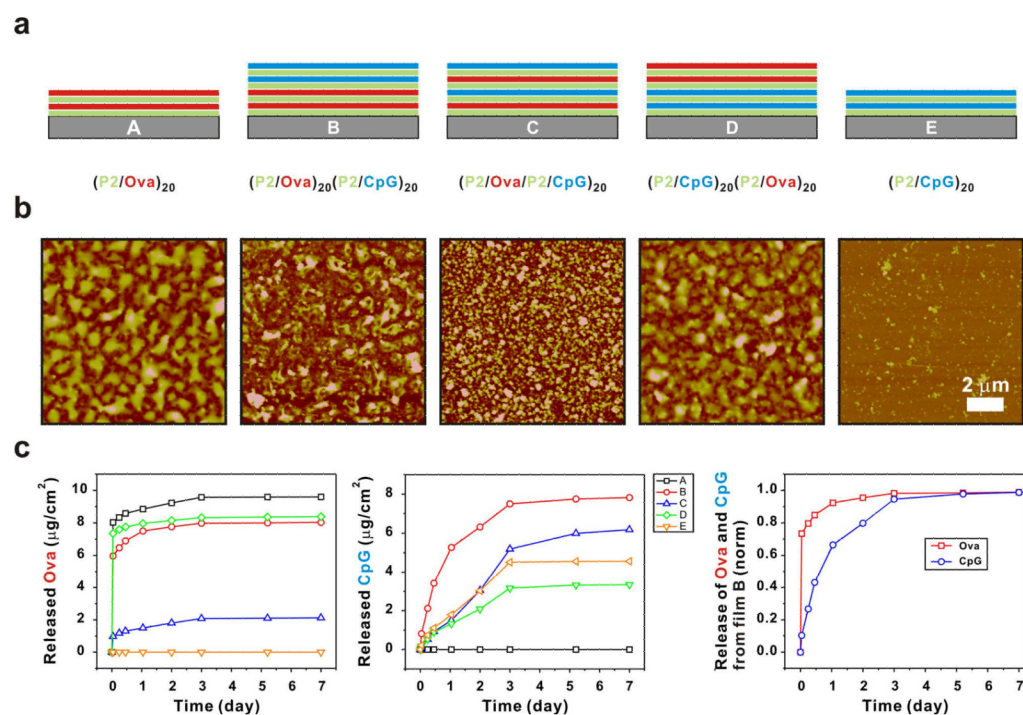 a
A
B
C
D
E
(P2/Ova)₂₀
(P2/Ova)₂₀(P2/CpG)₂₀
(P2/Ova/P2/CpG)₂₀
(P2/CpG)₂₀(P2/Ova)₂₀
(P2/CpG)₂₀
b
2 μm
c
Released Ova (μg/cm²)
10
8
6
4
2
0
0 1 2 3 4 5 6 7
Time (day)
Released CpG (μg/cm²)
8
6
4
2
0
0 1 2 3 4 5 6 7
Time (day)
A
B
C
D
E
Release of Ova and CpG
from film B (norm)
1.0
0.8
0.6
0.4
0.2
0.0
Ova
CpG
0 1 2 3 4 5 6 7
Time (day)